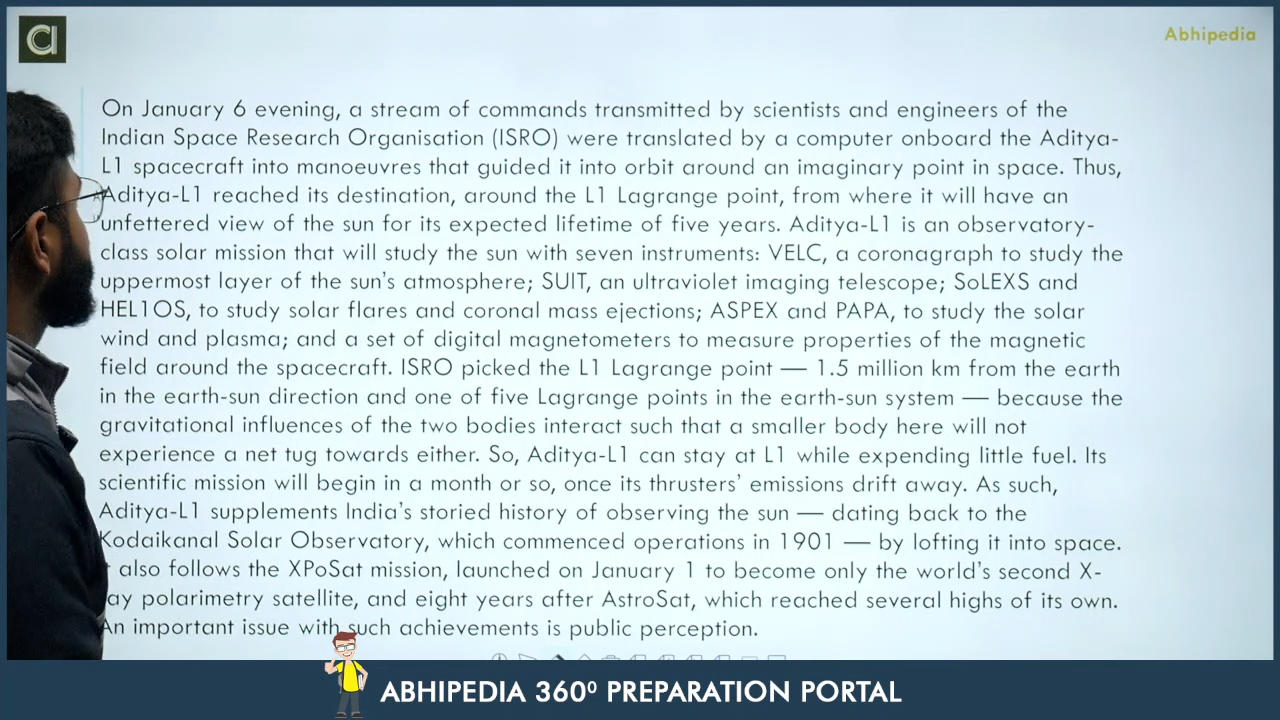 Abhipedia
On January 6 evening, a stream of commands transmitted by scientists and engineers of the
Indian Space Research Organisation (ISRO) were translated by a computer onboard the Aditya-
L1 spacecraft into manoeuvres that guided it into orbit around an imaginary point in space. Thus,
Aditya-L1 reached its destination, around the L1 Lagrange point, from where it will have an
unfettered view of the sun for its expected lifetime of five years. Aditya-L1 is an observatory-
class solar mission that will study the sun with seven instruments: VELC, a coronagraph to study the
uppermost layer of the sun's atmosphere; SUIT, an ultraviolet imaging telescope; SoLEXS and
HEL1OS, to study solar flares and coronal mass ejections; ASPEX and PAPA, to study the solar
wind and plasma; and a set of digital magnetometers to measure properties of the magnetic
field around the spacecraft. ISRO picked the L1 Lagrange point — 1.5 million km from the earth
in the earth-sun direction and one of five Lagrange points in the earth-sun system — because the
gravitational influences of the two bodies interact such that a smaller body here will not
experience a net tug towards either. So, Aditya-L1 can stay at L1 while expending little fuel. Its
scientific mission will begin in a month or so, once its thrusters' emissions drift away. As such,
Aditya-L1 supplements India's storied history of observing the sun — dating back to the
Kodaikanal Solar Observatory, which commenced operations in 1901 — by lofting it into space.
also follows the XPoSat mission, launched on January 1 to become only the world's second X-
ay polarimetry satellite, and eight years after AstroSat, which reached several highs of its own.
An important issue with such achievements is public perception.
ABHIPEDIA 360⁰ PREPARATION PORTAL